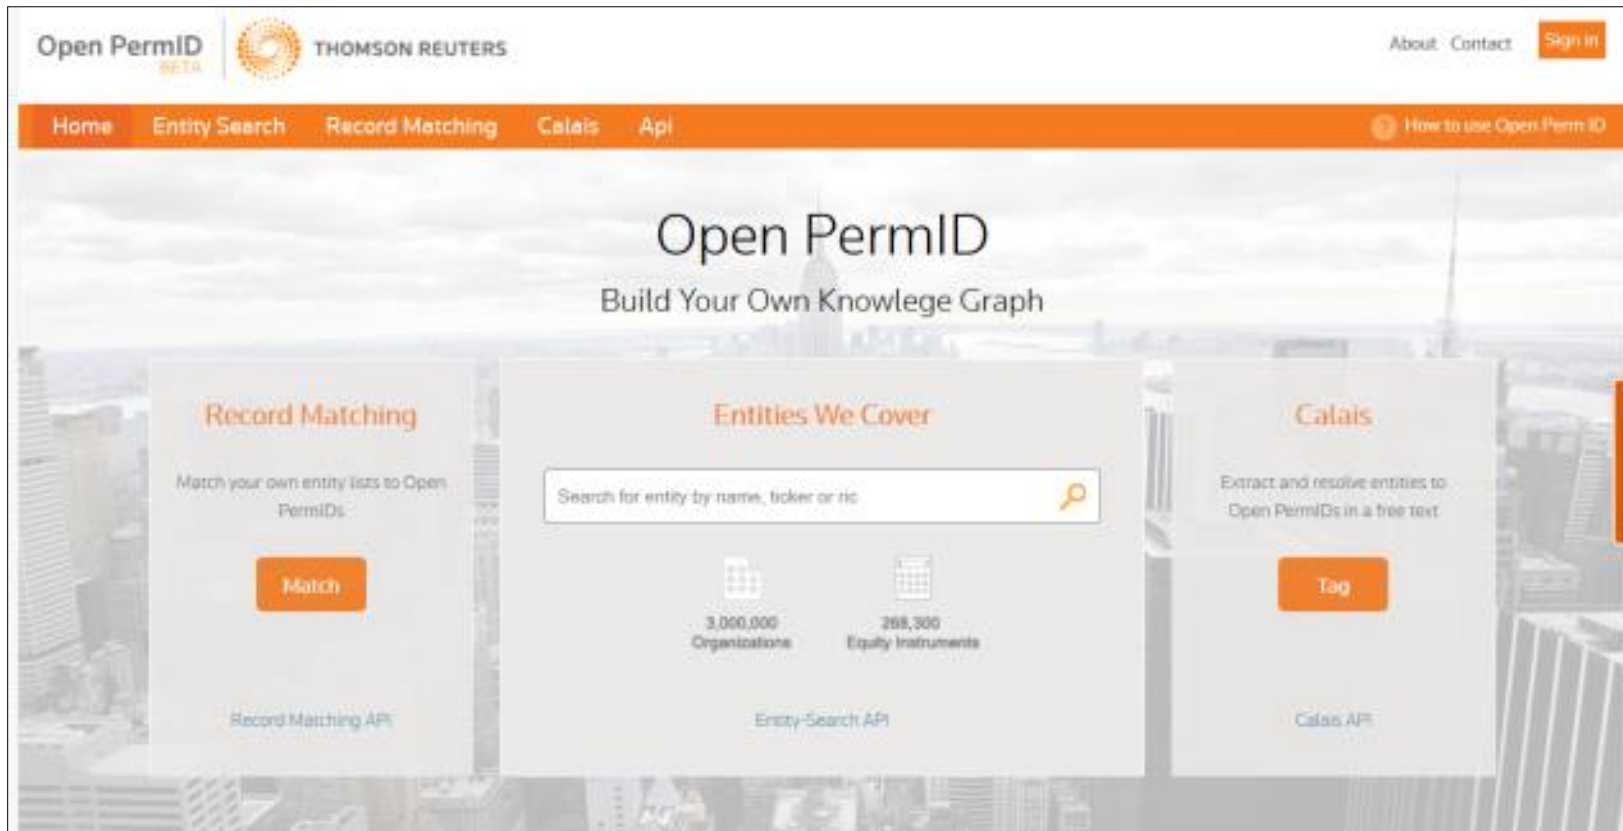 Open PermID
BETA
THOMSON REUTERS
About Contact Sign in
Home Entity Search Record Matching Calais Api
? How to use Open Perm ID
Open PermID
Build Your Own Knowlege Graph
Record Matching
Match your own entity lists to Open
PermIDs
Match
Record Matching API
Entities We Cover
Search for entity by name, ticker or ric
3,000,000
Organizations
268,300
Equity Instruments
Entity-Search API
Calais
Extract and resolve entities to
Open PermIDs in a free text
Tag
Calais API